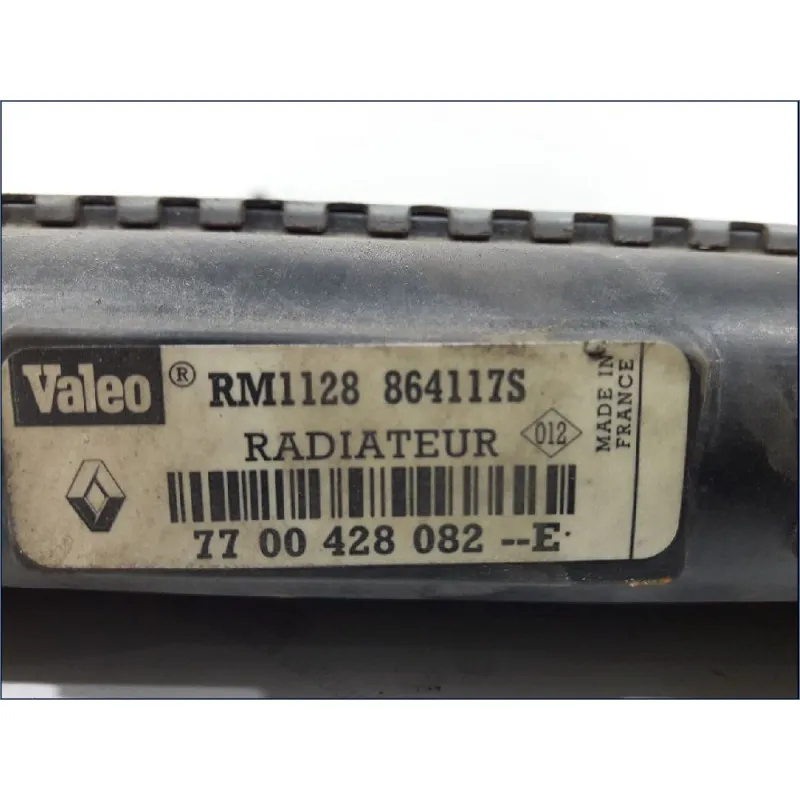 Valeo ® RM1128 864117S
RADIATEUR 012
77 00 428 082 --E
MADE IN
FRANCE